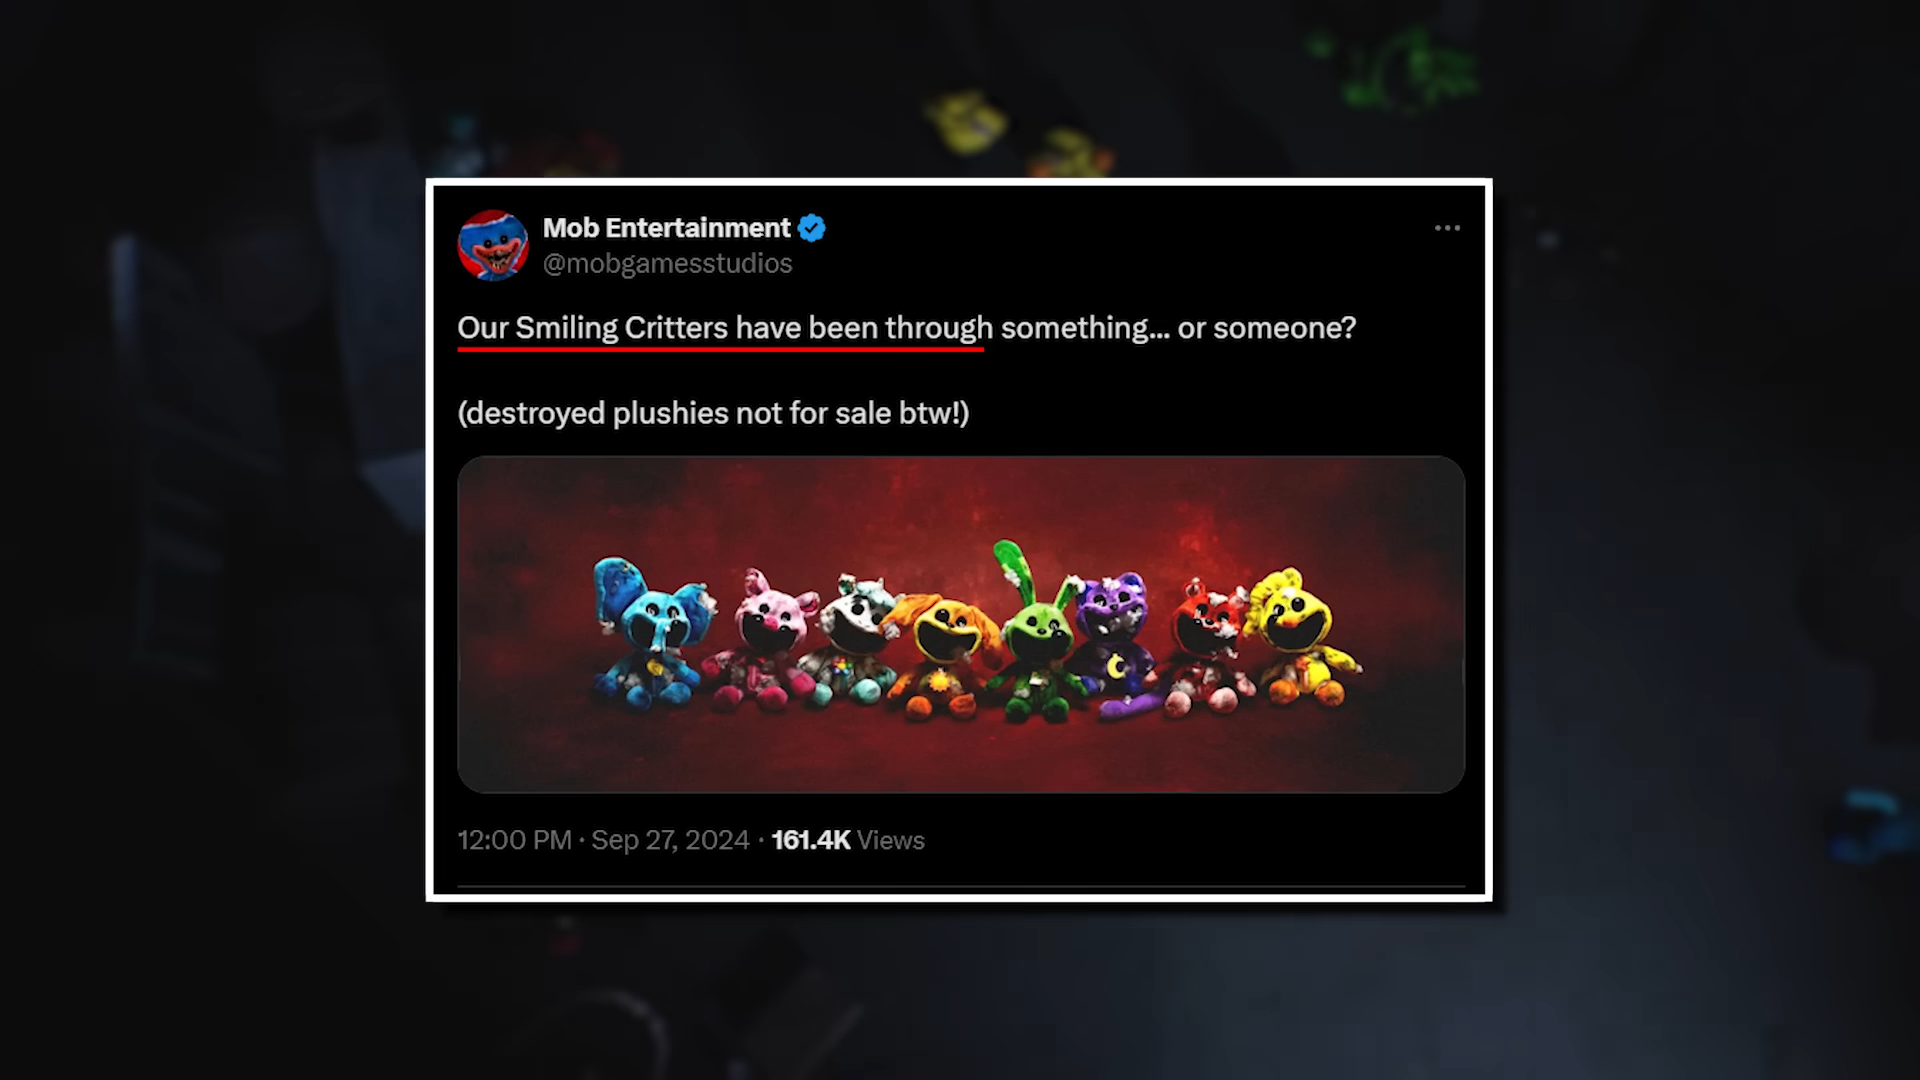 Mob Entertainment
@mobgamesstudios
Our Smiling Critters have been through something... or someone?
(destroyed plushies not for sale btw!)
12:00 PM · Sep 27, 2024 · 161.4K Views